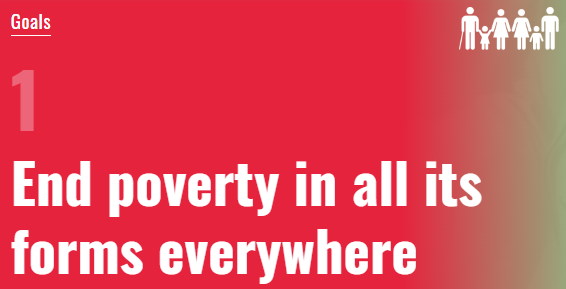 Goals
1
End poverty in all its
forms everywhere